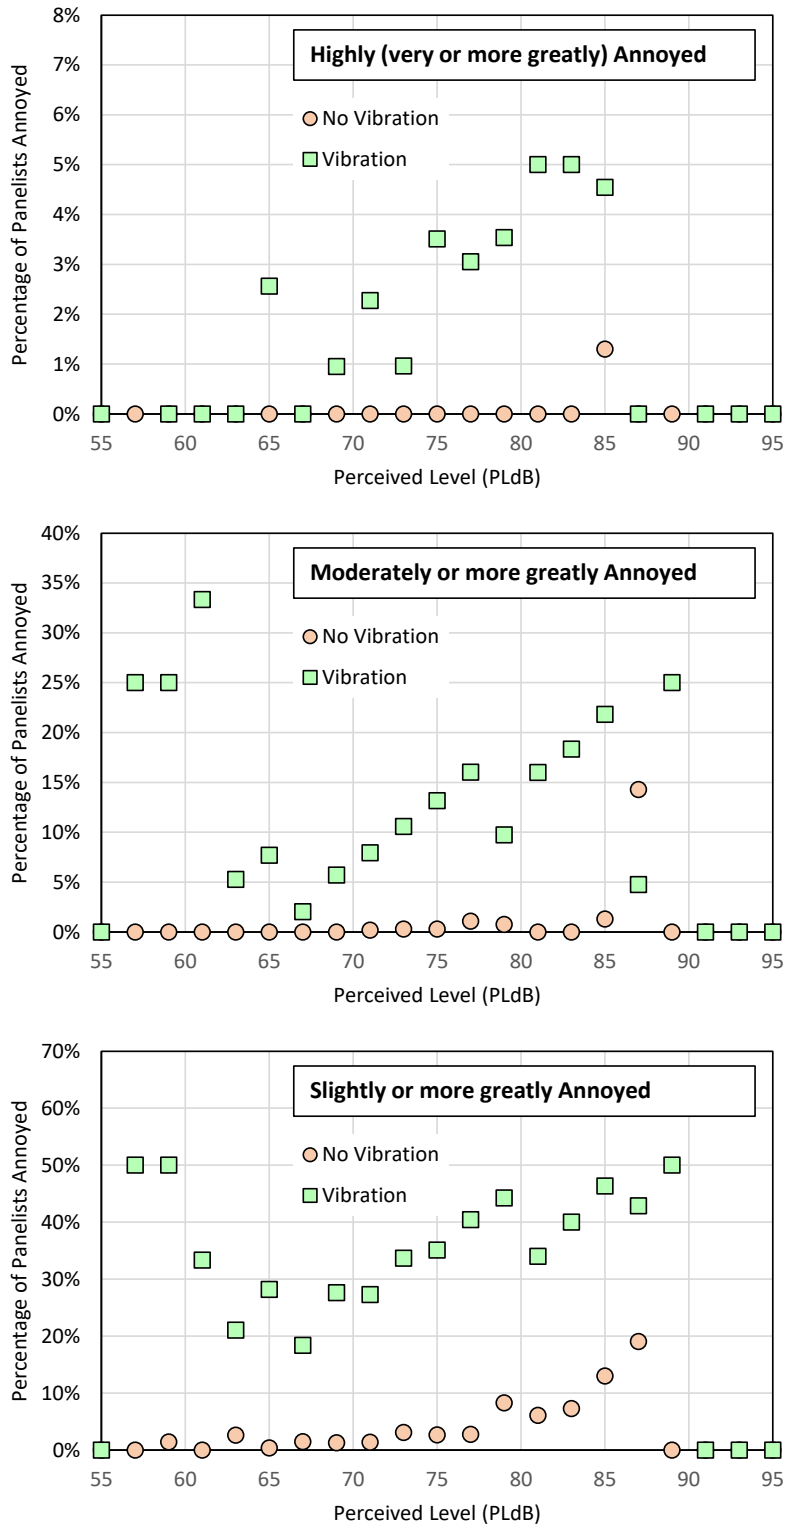 8%
7%
6%
5%
4%
3%
2%
1%
0%
Percentage of Panelists Annoyed
Highly (very or more greatly) Annoyed
No Vibration
Vibration
55 60 65 70 75 80 85 90 95
Perceived Level (PLdB)
40%
35%
30%
25%
20%
15%
10%
5%
0%
Percentage of Panelists Annoyed
Moderately or more greatly Annoyed
No Vibration
Vibration
55 60 65 70 75 80 85 90 95
Perceived Level (PLdB)
70%
60%
50%
40%
30%
20%
10%
0%
Percentage of Panelists Annoyed
Slightly or more greatly Annoyed
No Vibration
Vibration
55 60 65 70 75 80 85 90 95
Perceived Level (PLdB)